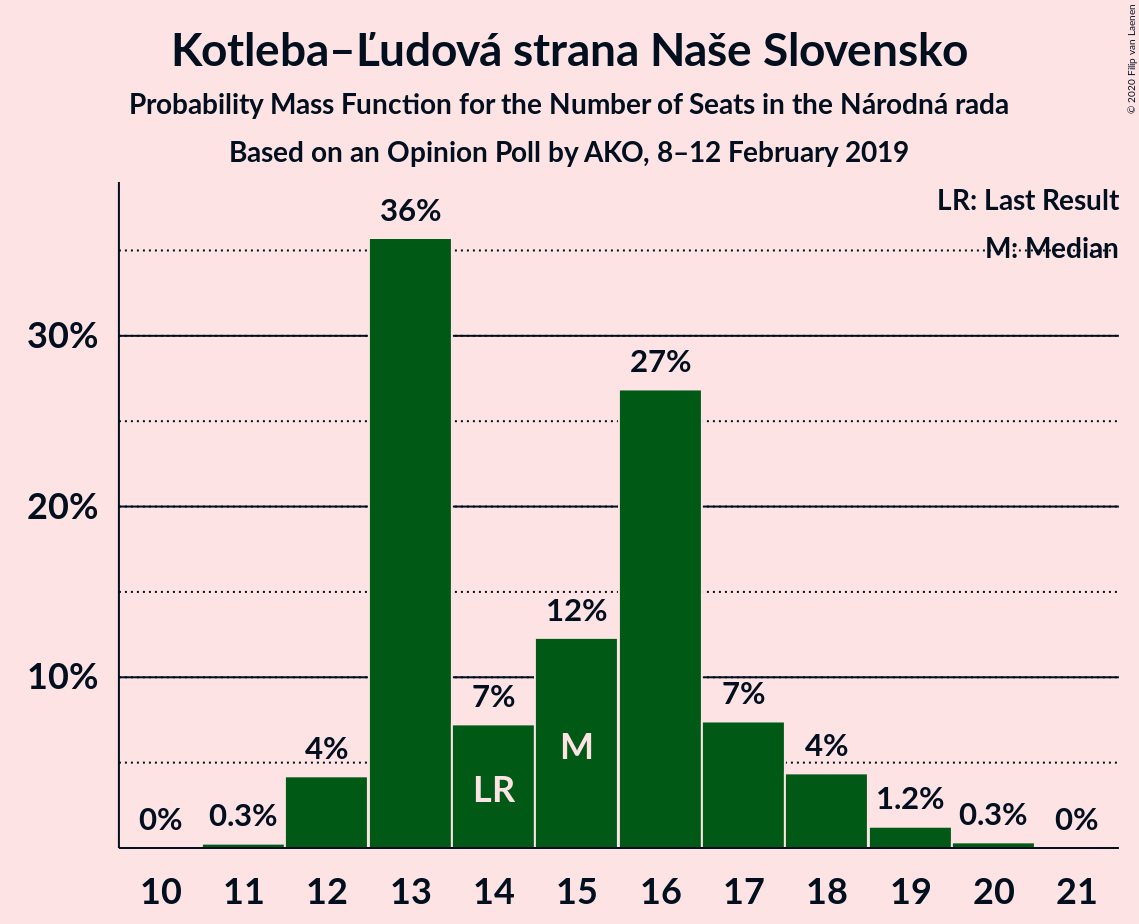 Kotleba–Ľudová strana Naše Slovensko
Probability Mass Function for the Number of Seats in the Národná rada
Based on an Opinion Poll by AKO, 8–12 February 2019
© 2020 Filip van Laenen
LR: Last Result
M: Median
36%
30%
27%
20%
12%
10%
7%
7%
M
4%
4%
LR
0%
0.3%
1.2%
0.3%
0%
10 11 12 13 14 15 16 17 18 19 20 21